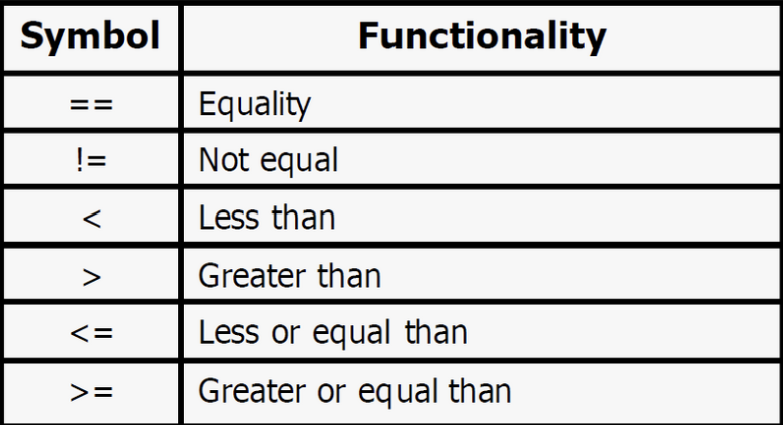 Symbol Functionality
== Equality
!= Not equal
< Less than
> Greater than
<= Less or equal than
>= Greater or equal than